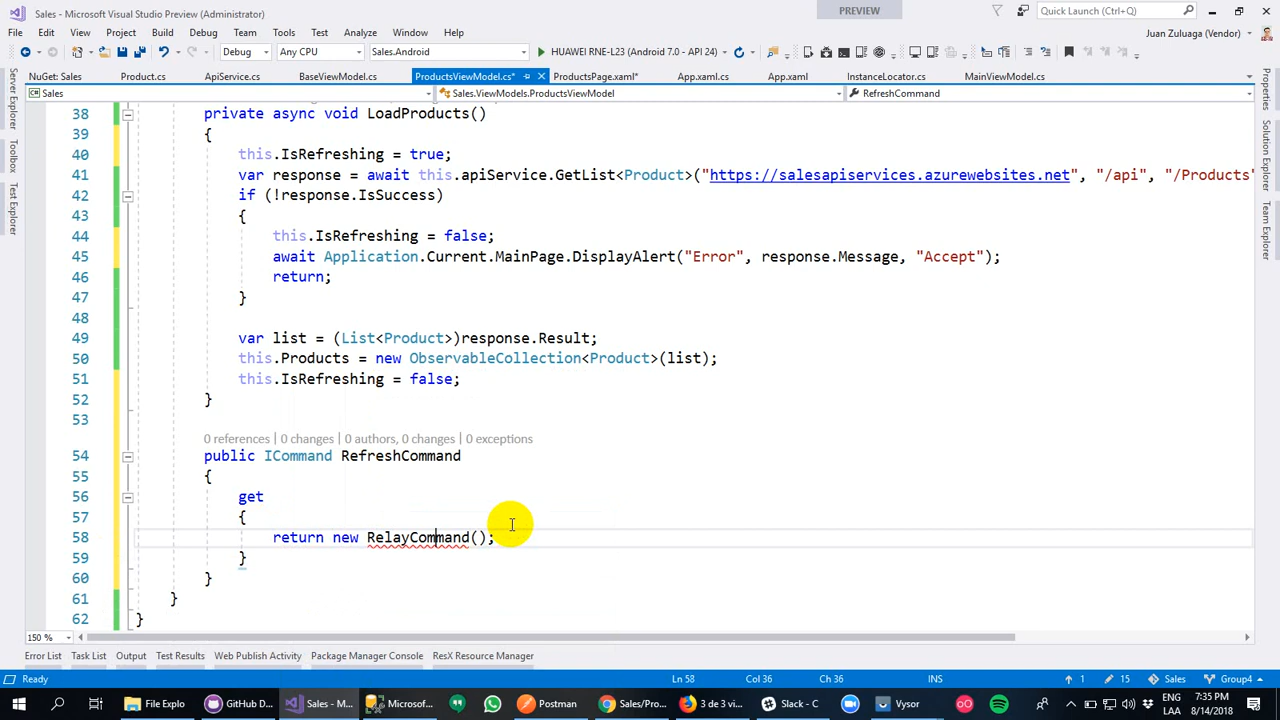 Sales - Microsoft Visual Studio Preview (Administrator)
PREVIEW
Quick Launch (Ctrl+Q)
File Edit View Project Build Debug Team Tools Test Analyze Window Help
Juan Zuluaga (Vendor)
Debug Any CPU Sales.Android HUAWEI RNE-L23 (Android 7.0 - API 24)
NuGet: Sales Product.cs ApiService.cs BaseViewModel.cs ProductsViewModel.cs* ProductsPage.xaml* App.xaml.cs App.xaml InstanceLocator.cs MainViewModel.cs
Sales Sales.ViewModels.ProductsViewModel RefreshCommand
Server Explorer
Toolbox
Test Explorer
Properties
Solution Explorer
Team Explorer
38 private async void LoadProducts()
39 {
40 this.IsRefreshing = true;
41 var response = await this.apiService.GetList<Product>("https://salesapiservices.azurewebsites.net", "/api", "/Products"
42 if (!response.IsSuccess)
43 {
44 this.IsRefreshing = false;
45 await Application.Current.MainPage.DisplayAlert("Error", response.Message, "Accept");
46 return;
47 }
48
49 var list = (List<Product>)response.Result;
50 this.Products = new ObservableCollection<Product>(list);
51 this.IsRefreshing = false;
52 }
53
0 references | 0 changes | 0 authors, 0 changes | 0 exceptions
54 public ICommand RefreshCommand
55 {
56 get
57 {
58 return new RelayCommand();
59 }
60 }
61 }
62 }
150 %
Error List Task List Output Test Results Web Publish Activity Package Manager Console ResX Resource Manager
Ready Ln 58 Col 36 Ch 36 INS 1 15 Sales Group4
File Explo GitHub D... Sales - M... Microsof... Postman Sales/Pro... 3 de 3 vi... Slack - C Vysor ENG 7:35 PM
LAA 8/14/2018